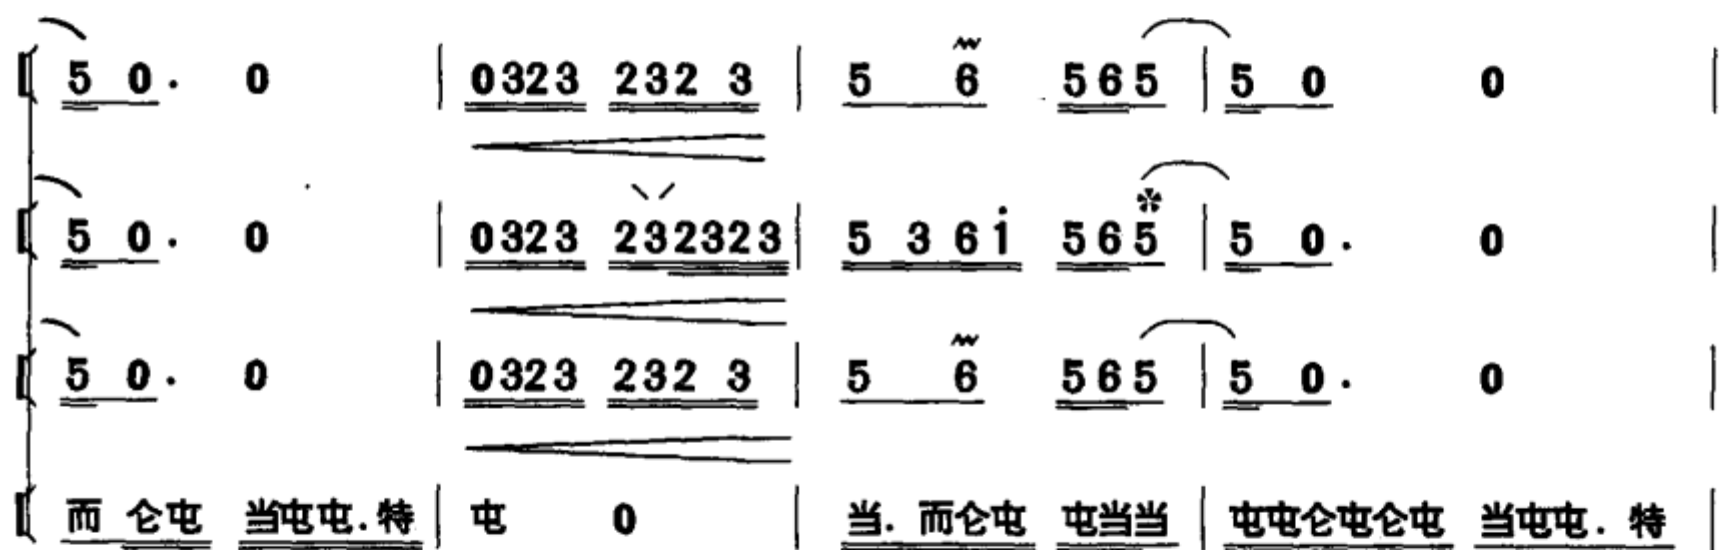 5 0. 0 | 0323 232 3 | 5 6 565 | 5 0 0 |
5 0. 0 | 0323 232323 | 5 3 6 i 565 | 5 0. 0 |
5 0. 0 | 0323 232 3 | 5 6 565 | 5 0. 0 |
而 仑屯 当屯屯.特 | 屯 0 | 当. 而仑屯 屯当当 | 屯屯仑屯仑屯 当屯屯. 特